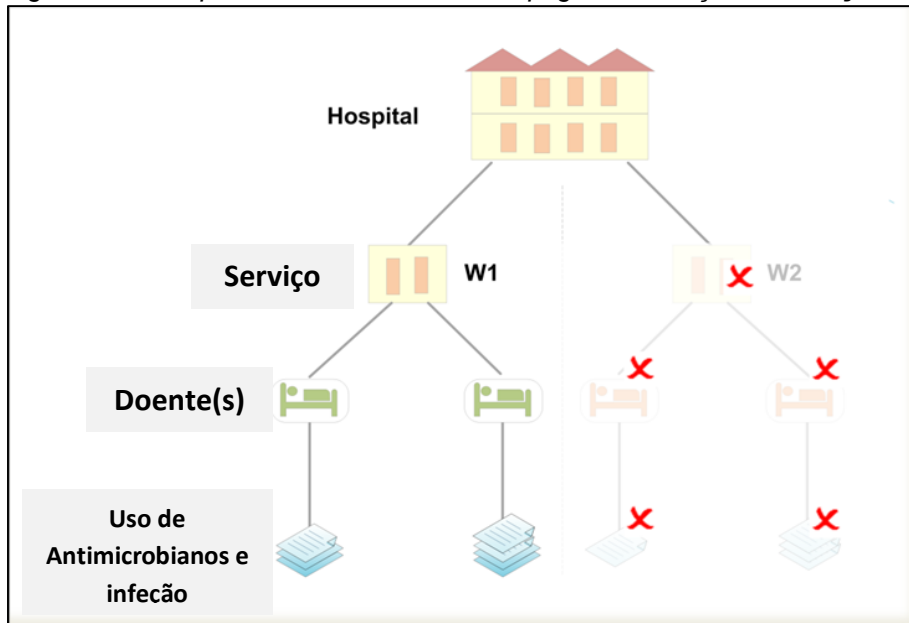 Hospital
Serviço
W1
W2
Doente(s)
Uso de
Antimicrobianos e
infeção